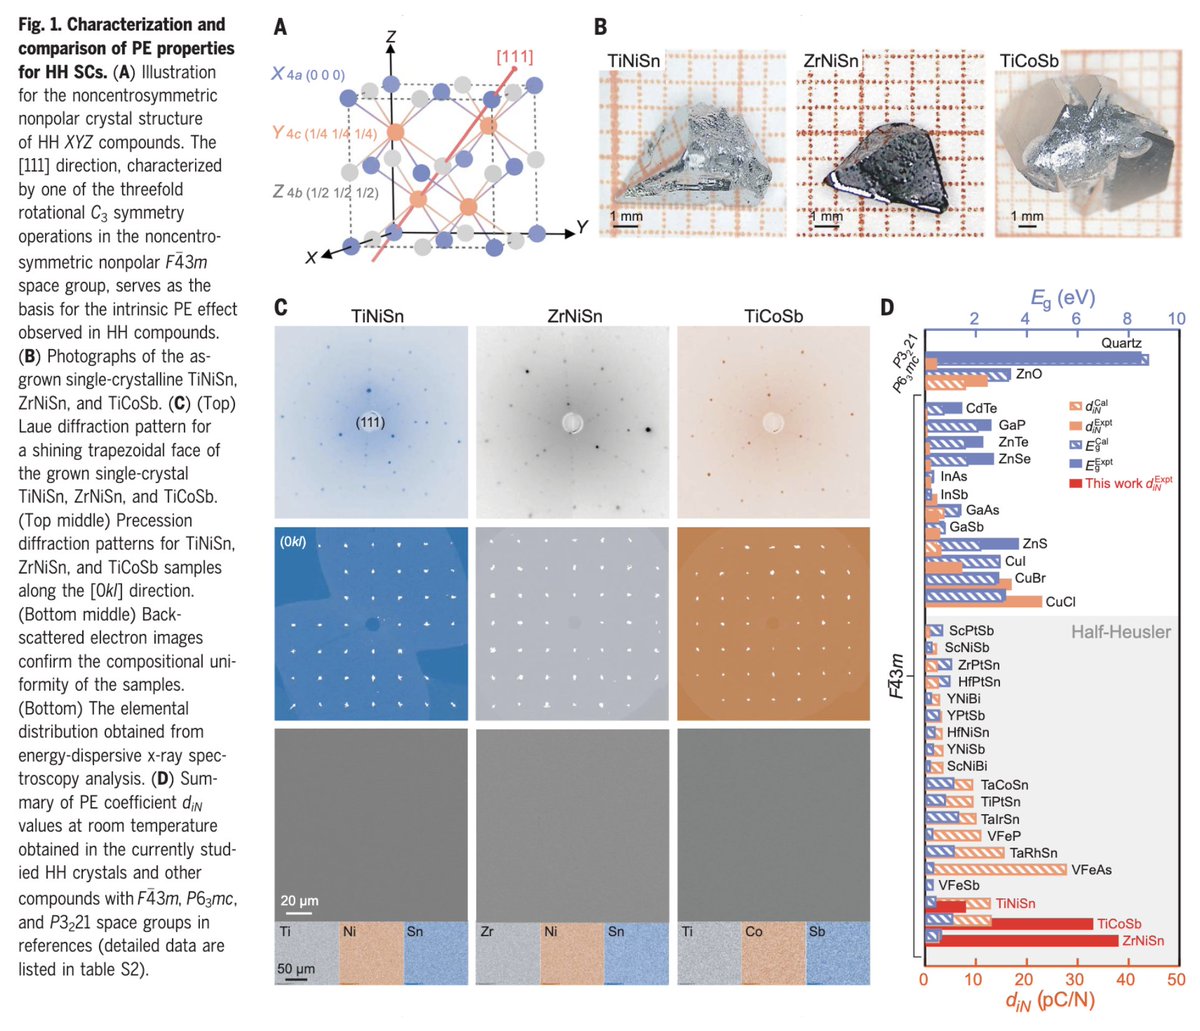 Fig. 1. Characterization and
comparison of PE properties
for HH SCs. (A) Illustration
for the noncentrosymmetric
nonpolar crystal structure
of HH XYZ compounds. The
[111] direction, characterized
by one of the threefold
rotational C3 symmetry
operations in the noncentro-
symmetric nonpolar F4̄3m
space group, serves as the
basis for the intrinsic PE effect
observed in HH compounds.
(B) Photographs of the as-
grown single-crystalline TiNiSn,
ZrNiSn, and TiCoSb. (C) (Top)
Laue diffraction pattern for
a shining trapezoidal face of
the grown single-crystal
TiNiSn, ZrNiSn, and TiCoSb.
(Top middle) Precession
diffraction patterns for TiNiSn,
ZrNiSn, and TiCoSb samples
along the [0kl] direction.
(Bottom middle) Back-
scattered electron images
confirm the compositional uni-
formity of the samples.
(Bottom) The elemental
distribution obtained from
energy-dispersive x-ray spec-
troscopy analysis. (D) Sum-
mary of PE coefficient diN
values at room temperature
obtained in the currently stud-
ied HH crystals and other
compounds with F4̄3m, P63mc,
and P3221 space groups in
references (detailed data are
listed in table S2).
A
Z
[111]
X 4a (0 0 0)
Y 4c (1/4 1/4 1/4)
Z 4b (1/2 1/2 1/2)
Y
X
B
TiNiSn
ZrNiSn
TiCoSb
1 mm
1 mm
1 mm
C
TiNiSn
ZrNiSn
TiCoSb
(111)
(0kl)
20 µm
Ti
Ni
Sn
Zr
Ni
Sn
Ti
Co
Sb
50 µm
D
Eg (eV)
2 4 6 8 10
P3221
P63mc
F4̄3m
Quartz
ZnO
CdTe
GaP
ZnTe
ZnSe
InAs
InSb
GaAs
GaSb
ZnS
CuI
CuBr
CuCl
diN Cal
diN Expt
Eg Cal
Eg Expt
This work diN Expt
Half-Heusler
ScPtSb
ScNiSb
ZrPtSn
HfPtSn
YNiBi
YPtSb
HfNiSn
YNiSb
ScNiBi
TaCoSn
TiPtSn
TaIrSn
VFeP
TaRhSn
VFeAs
VFeSb
TiNiSn
TiCoSb
ZrNiSn
0 10 20 30 40 50
diN (pC/N)